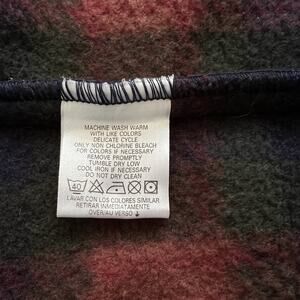 MACHINE WASH WARM
WITH LIKE COLORS
DELICATE CYCLE
ONLY NON CHLORINE BLEACH
FOR COLORS IF NECESSARY
REMOVE PROMPTLY
TUMBLE DRY LOW
COOL IRON IF NECESSARY
DO NOT DRY CLEAN
40
LAVAR CON LOS COLORES SIMILAR
RETIRAR INMEDIATAMENTE
OVER/AU VERSO ↓